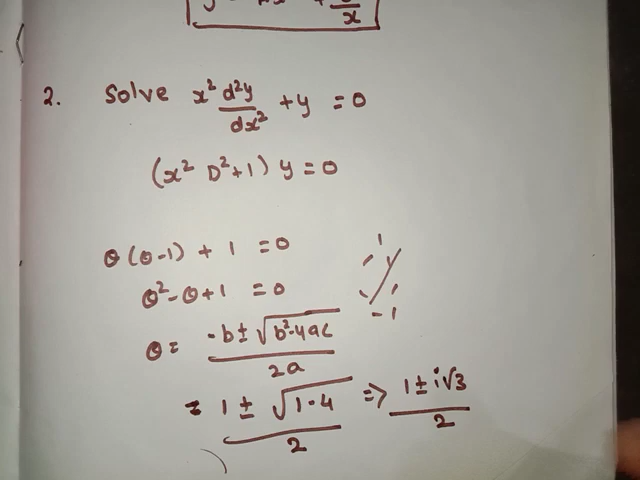 2. Solve x² d²y/dx² + y = 0
(x² D² + 1) y = 0
θ(θ-1) + 1 = 0
θ² - θ + 1 = 0
θ = -b ± √b²-4ac / 2a
= 1 ± √1-4 / 2 => 1 ± i√3 / 2